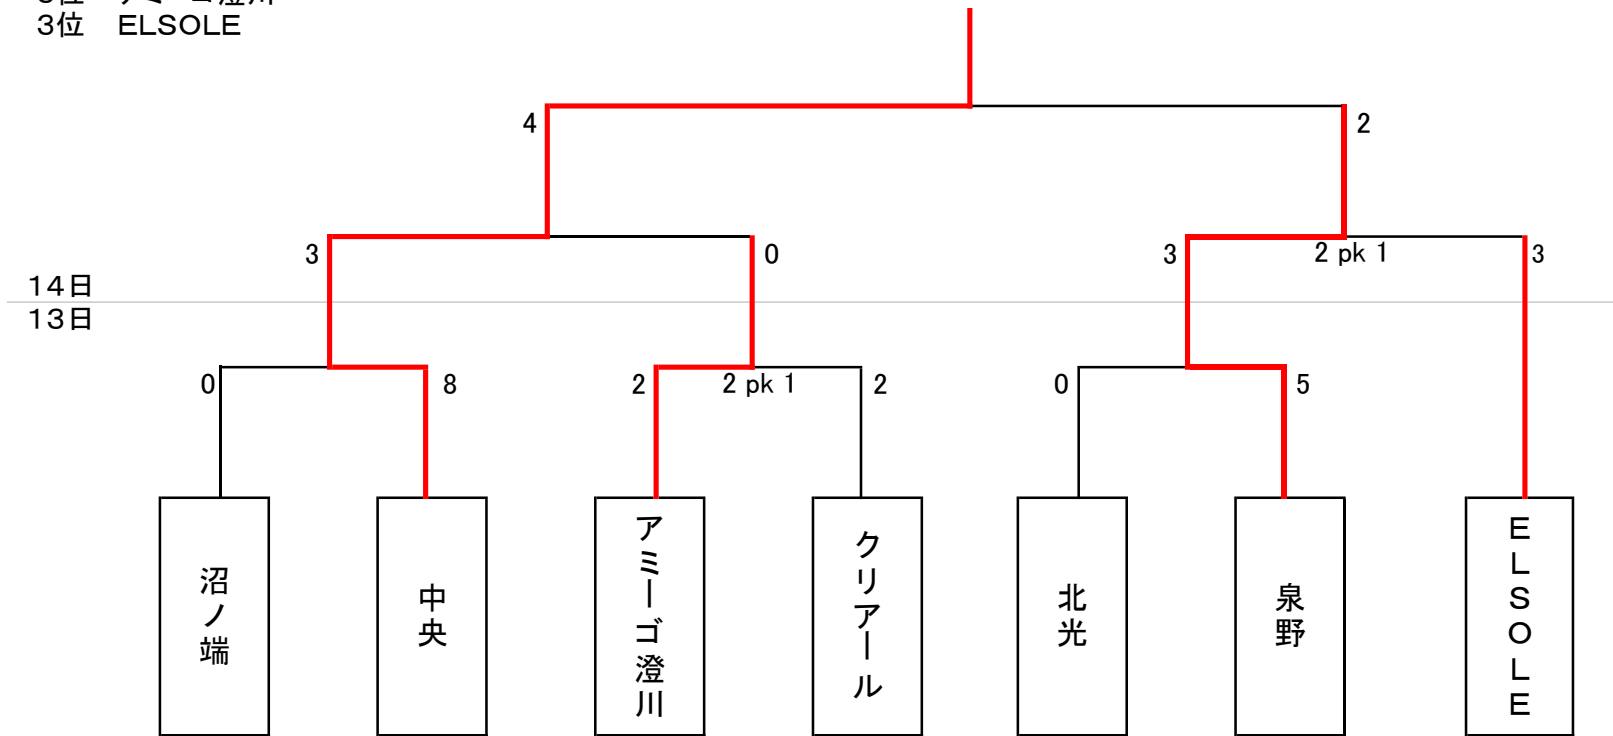 3位 ELSOLE
4 2
3 0 3 2 pk 1 3
14日
13日
0 8 2 2 pk 1 2 0 5
沼ノ端
中央
アミーゴ澄川
クリアール
北光
泉野
ELSOLE